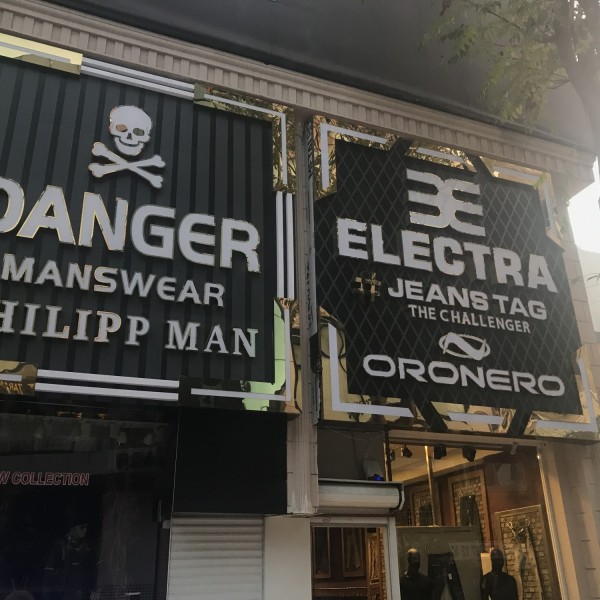 DANGER
MANSWEAR
HILIPP MAN
ELECTRA
# JEANS TAG
THE CHALLENGER
ORONERO
W COLLECTION